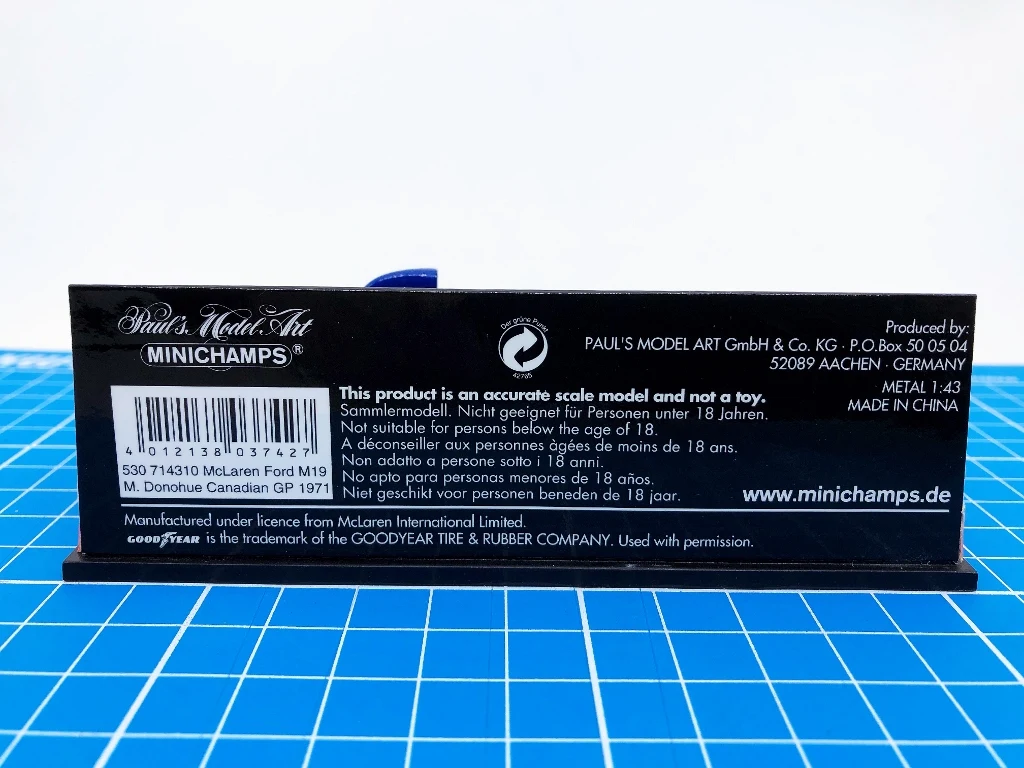 Paul's Model Art
MINICHAMPS®
Der grüne Punkt
42785
Produced by:
PAUL'S MODEL ART GmbH & Co. KG · P.O.Box 50 05 04
52089 AACHEN · GERMANY
METAL 1:43
MADE IN CHINA
4 012138 037427
530 714310 McLaren Ford M19
M. Donohue Canadian GP 1971
This product is an accurate scale model and not a toy.
Sammlermodell. Nicht geeignet für Personen unter 18 Jahren.
Not suitable for persons below the age of 18.
A déconseiller aux personnes àgées de moins de 18 ans.
Non adatto a persone sotto i 18 anni.
No apto para personas menores de 18 años.
Niet geschikt voor personen beneden de 18 jaar.
www.minichamps.de
Manufactured under licence from McLaren International Limited.
GOODYEAR is the trademark of the GOODYEAR TIRE & RUBBER COMPANY. Used with permission.